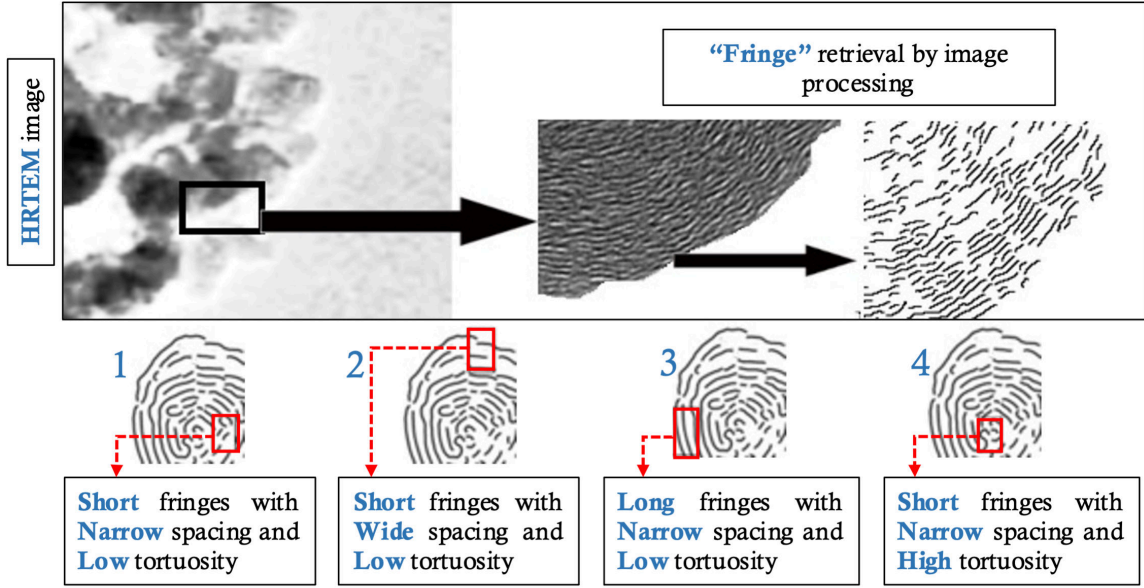 HRTEM image
“Fringe” retrieval by image
processing
1
2
3
4
Short fringes with
Narrow spacing and
Low tortuosity
Short fringes with
Wide spacing and
Low tortuosity
Long fringes with
Narrow spacing and
Low tortuosity
Short fringes with
Narrow spacing and
High tortuosity